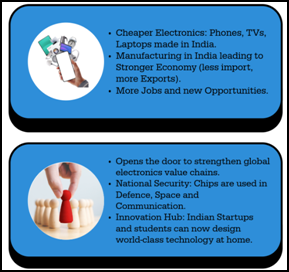 • Cheaper Electronics: Phones, TVs,
Laptops made in India.
• Manufacturing in India leading to
Stronger Economy (less import,
more Exports).
• More Jobs and new Opportunities.
• Opens the door to strengthen global
electronics value chains.
• National Security: Chips are used in
Defence, Space and
Communication.
• Innovation Hub: Indian Startups
and students can now design
world-class technology at home.